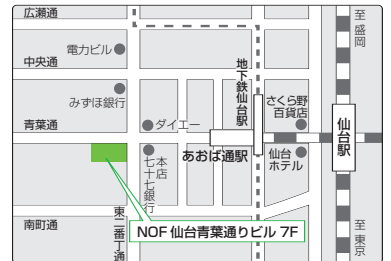 広瀬通
至盛岡
電力ビル
中央通
地下鉄仙台駅
みずほ銀行
さくら野
百貨店
青葉通
ダイエー
仙台駅
あおば通駅
仙台
ホテル
本店
七十七銀行
東二番丁通
南町通
NOF 仙台青葉通りビル 7F
至東京